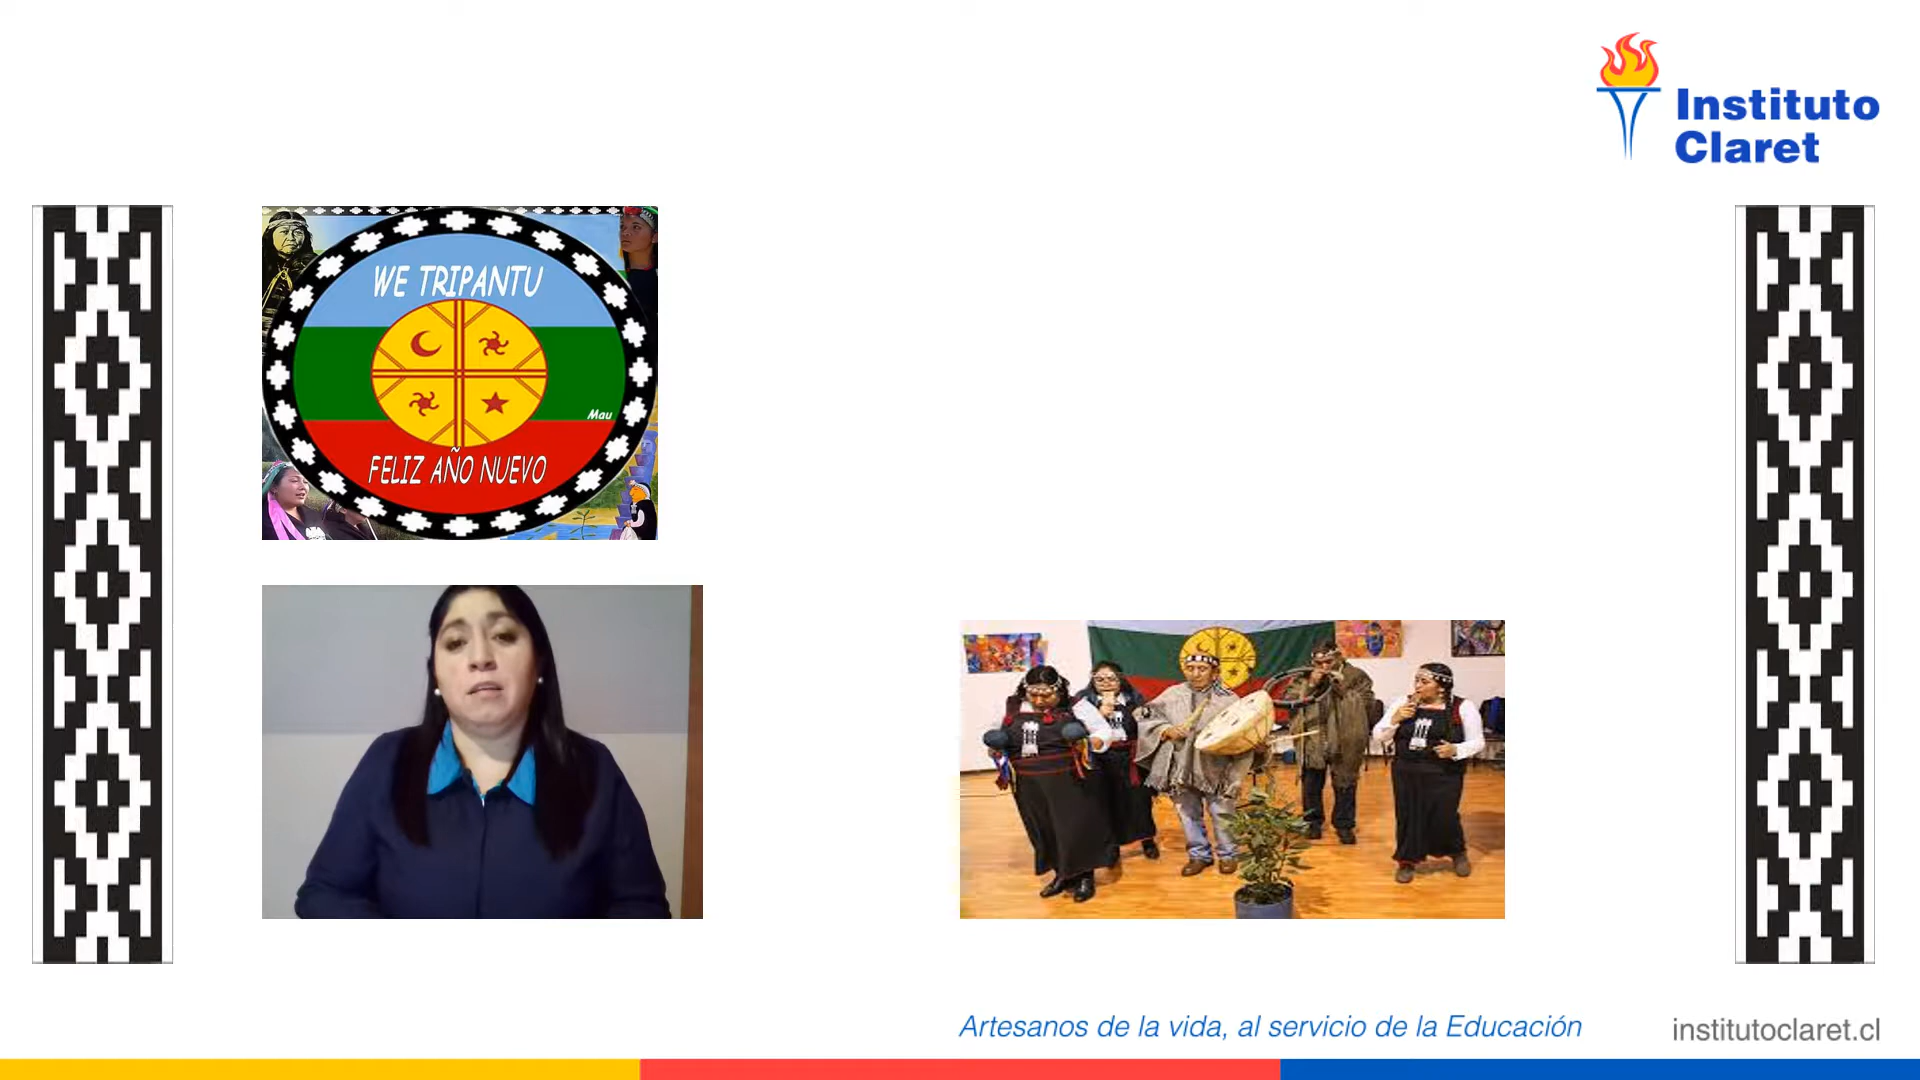 Instituto
Claret
WE TRIPANTU
Mau
FELIZ AÑO NUEVO
Artesanos de la vida, al servicio de la Educación
institutoclaret.cl